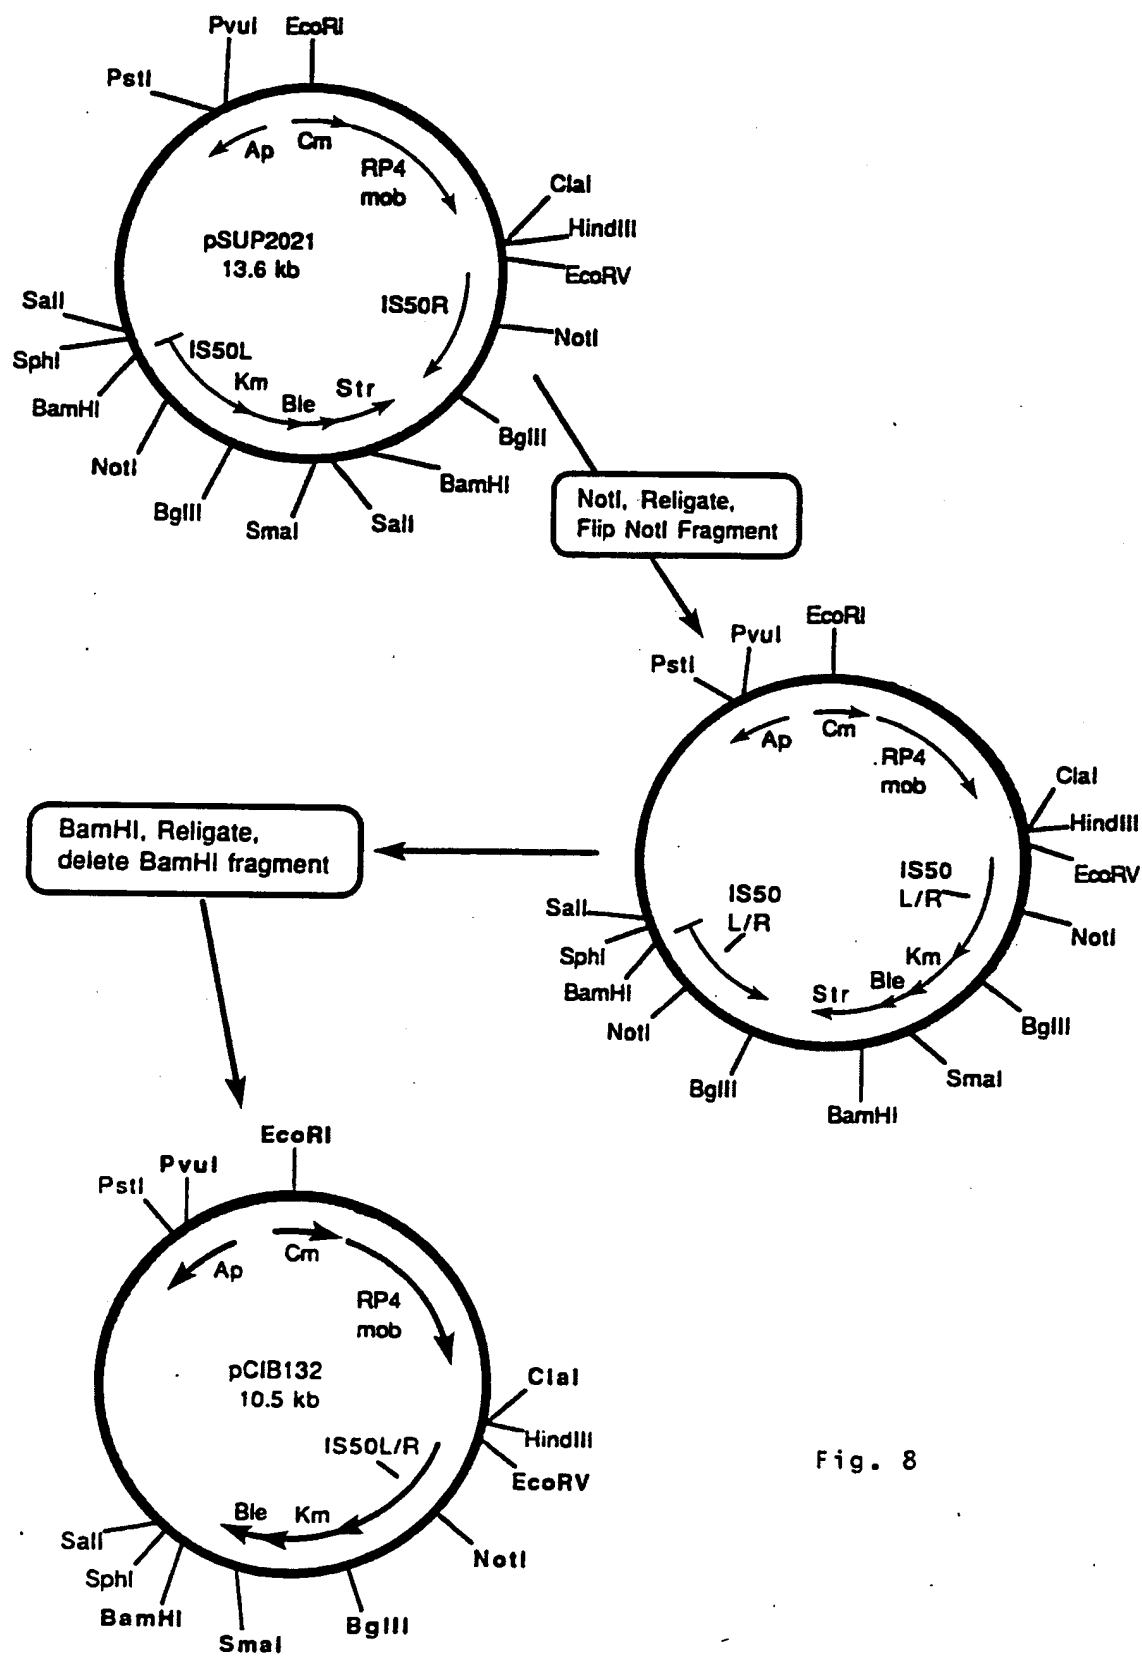 PvuI
EcoRI
PstI
Ap
Cm
RP4
mob
ClaI
HindIII
EcoRV
pSUP2021
13.6 kb
IS50R
NotI
SalI
SphI
BamHI
IS50L
Km
Ble
Str
NotI
BglII
SmaI
SalI
BamHI
BglII
NotI, Religate,
Flip NotI Fragment
EcoRI
PvuI
PstI
Ap
Cm
RP4
mob
ClaI
HindIII
EcoRV
IS50
L/R
IS50
L/R
NotI
SalI
SphI
BamHI
NotI
Km
Ble
Str
BglII
BglII
SmaI
BamHI
BamHI, Religate,
delete BamHI fragment
EcoRI
PvuI
PstI
Ap
Cm
RP4
mob
pCIB132
10.5 kb
ClaI
HindIII
EcoRV
IS50L/R
Ble
Km
NotI
SalI
SphI
BamHI
SmaI
BglII
Fig. 8